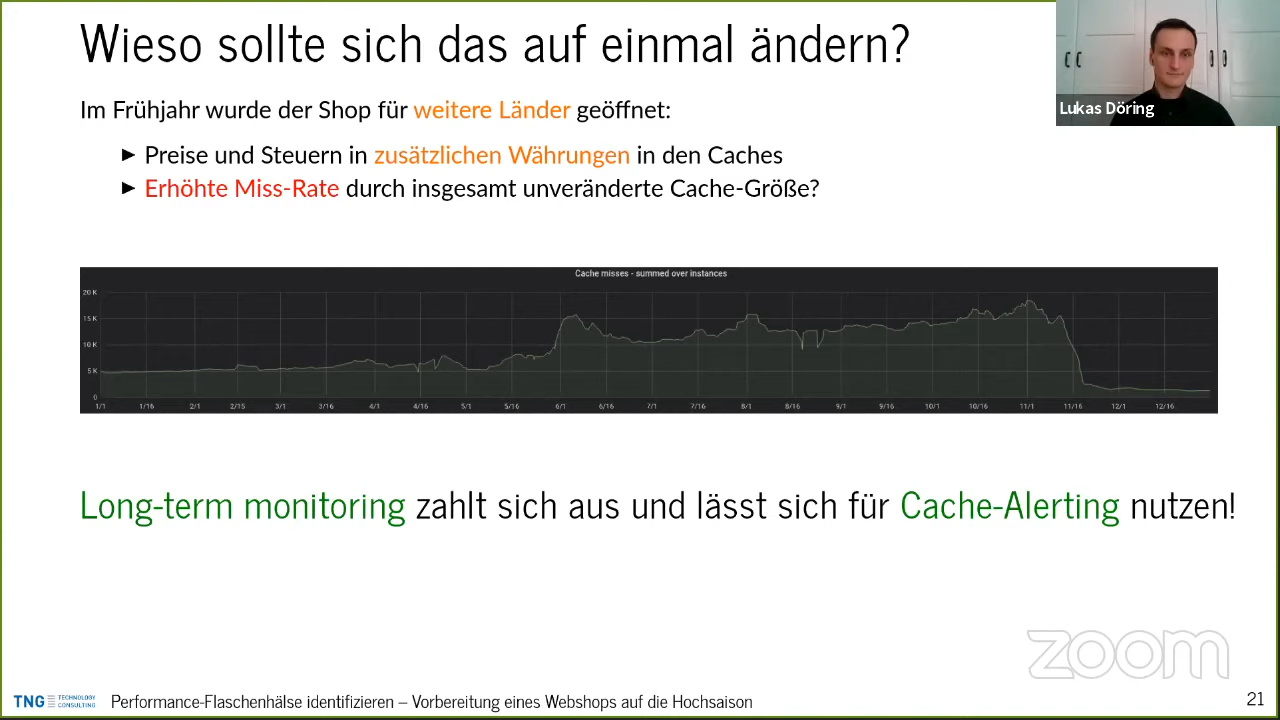 Wieso sollte sich das auf einmal ändern?
Lukas Döring
Im Frühjahr wurde der Shop für weitere Länder geöffnet:
▶ Preise und Steuern in zusätzlichen Währungen in den Caches
▶ Erhöhte Miss-Rate durch insgesamt unveränderte Cache-Größe?
Cache misses - summed over instances
20 K
15 K
10 K
5 K
0
1/1 1/16 2/1 2/15 3/1 3/16 4/1 4/16 5/1 5/16 6/1 6/16 7/1 7/16 8/1 8/16 9/1 9/16 10/1 10/16 11/1 11/16 12/1 12/16
Long-term monitoring zahlt sich aus und lässt sich für Cache-Alerting nutzen!
zoom
TNG TECHNOLOGY CONSULTING
Performance-Flaschenhälse identifizieren – Vorbereitung eines Webshops auf die Hochsaison
21